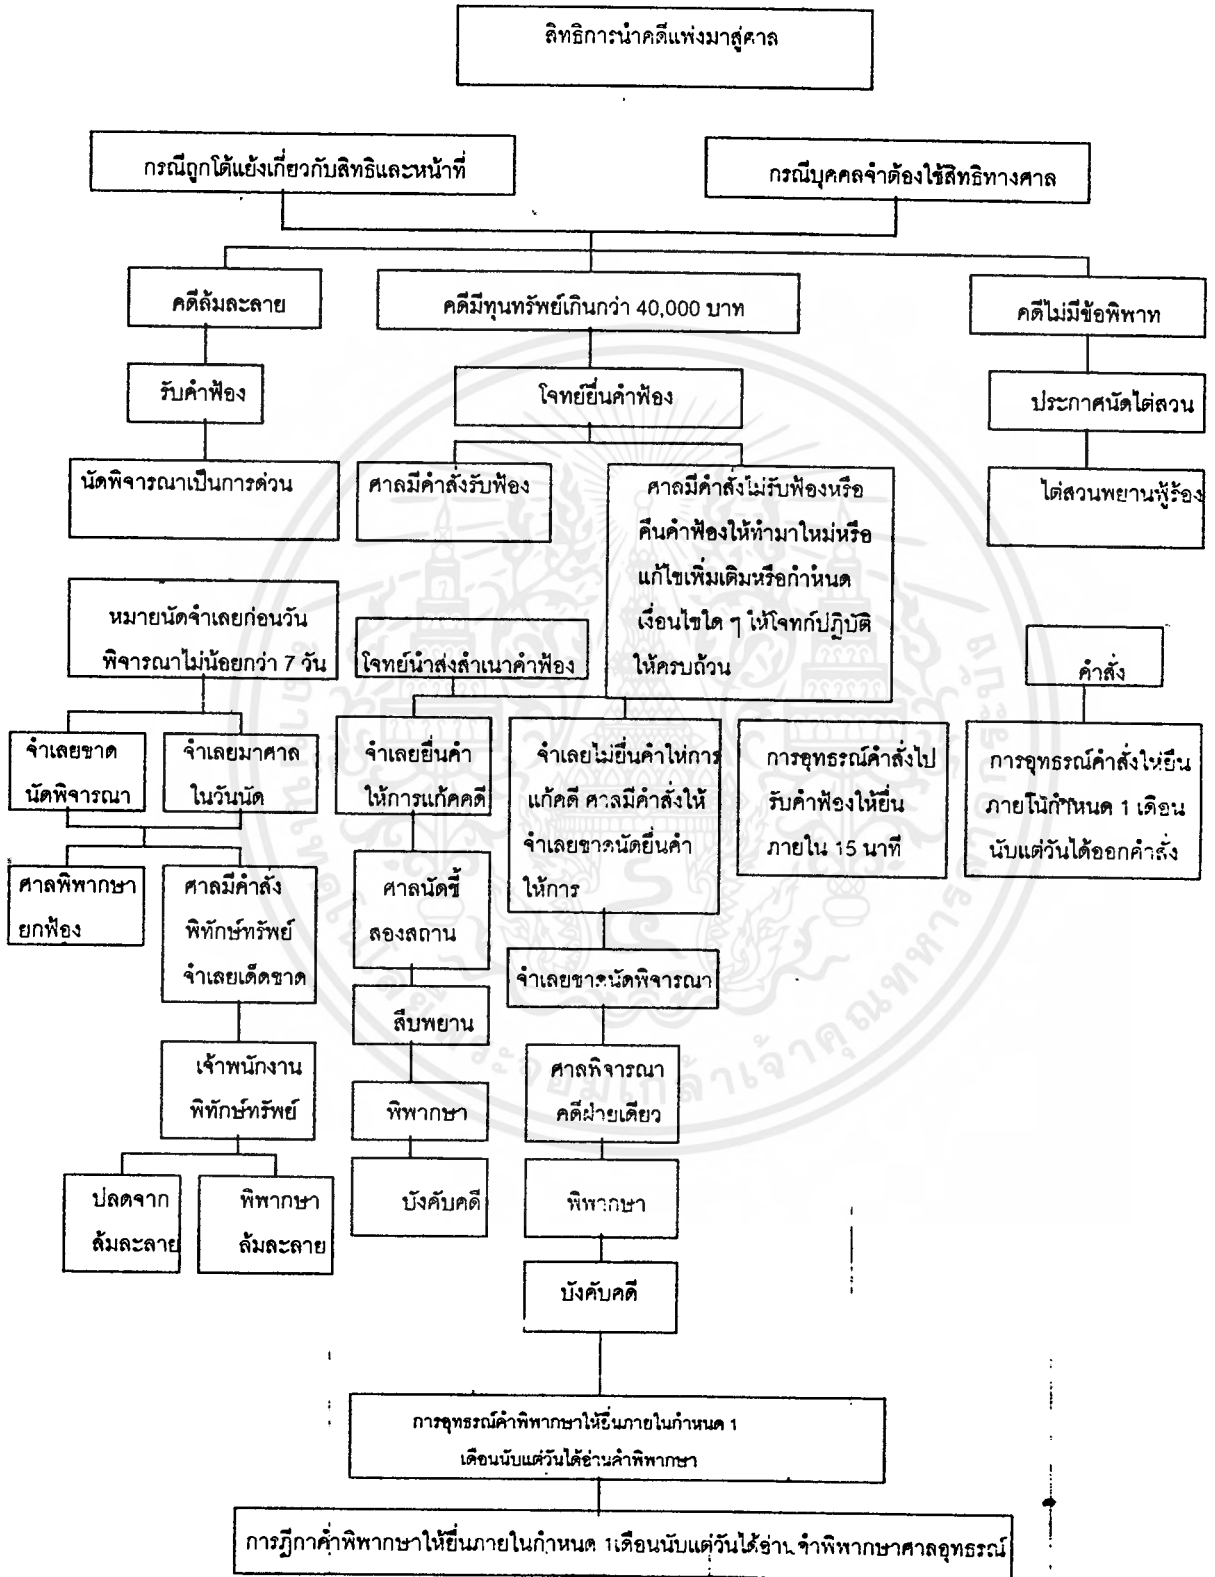 สิทธิการนำคดีแพ่งมาสู่ศาล
กรณีถูกโต้แย้งเกี่ยวกับสิทธิและหน้าที่
กรณีบุคคลจำต้องใช้สิทธิทางศาล
คดีล้มละลาย
คดีมีทุนทรัพย์เกินกว่า 40,000 บาท
คดีไม่มีข้อพิพาท
รับคำฟ้อง
โจทย์ยื่นคำฟ้อง
ประกาศนัดไต่สวน
นัดพิจารณาเป็นการด่วน
ศาลมีคำสั่งรับฟ้อง
ศาลมีคำสั่งไม่รับฟ้องหรือ
คืนคำฟ้องให้ทำมาใหม่หรือ
แก้ไขเพิ่มเติมหรือกำหนด
เงื่อนไขใด ๆ ให้โจทก์ปฏิบัติ
ให้ครบถ้วน
ไต่สวนพยานผู้ร้อง
หมายนัดจำเลยก่อนวัน
พิจารณาไม่น้อยกว่า 7 วัน
โจทย์นำส่งสำเนาคำฟ้อง
คำสั่ง
จำเลยขาด
นัดพิจารณา
จำเลยมาศาล
ในวันนัด
จำเลยยื่นคำ
ให้การแก้คดี
จำเลยไม่ยื่นคำให้การ
แก้คดี ศาลมีคำสั่งให้
จำเลยขาดนัดยื่นคำ
ให้การ
การอุทธรณ์คำสั่งไป
รับคำฟ้องให้ยื่น
ภายใน 15 นาที
การอุทธรณ์คำสั่งให้ยื่น
ภายในกำหนด 1 เดือน
นับแต่วันได้ออกคำสั่ง
ศาลพิพากษา
ยกฟ้อง
ศาลมีคำสั่ง
พิทักษ์ทรัพย์
จำเลยเด็ดขาด
ศาลนัดชี้
สองสถาน
จำเลยขาดนัดพิจารณา
สืบพยาน
เจ้าพนักงาน
พิทักษ์ทรัพย์
พิพากษา
ศาลพิจารณา
คดีฝ่ายเดียว
ปลดจาก
ล้มละลาย
พิพากษา
ล้มละลาย
บังคับคดี
พิพากษา
บังคับคดี
การอุทธรณ์คำพิพากษาให้ยื่นภายในกำหนด 1
เดือนนับแต่วันได้อ่านคำพิพากษา
การฎีกาคำพิพากษาให้ยื่นภายในกำหนด 1เดือนนับแต่วันได้อ่าน คำพิพากษาศาลอุทธรณ์